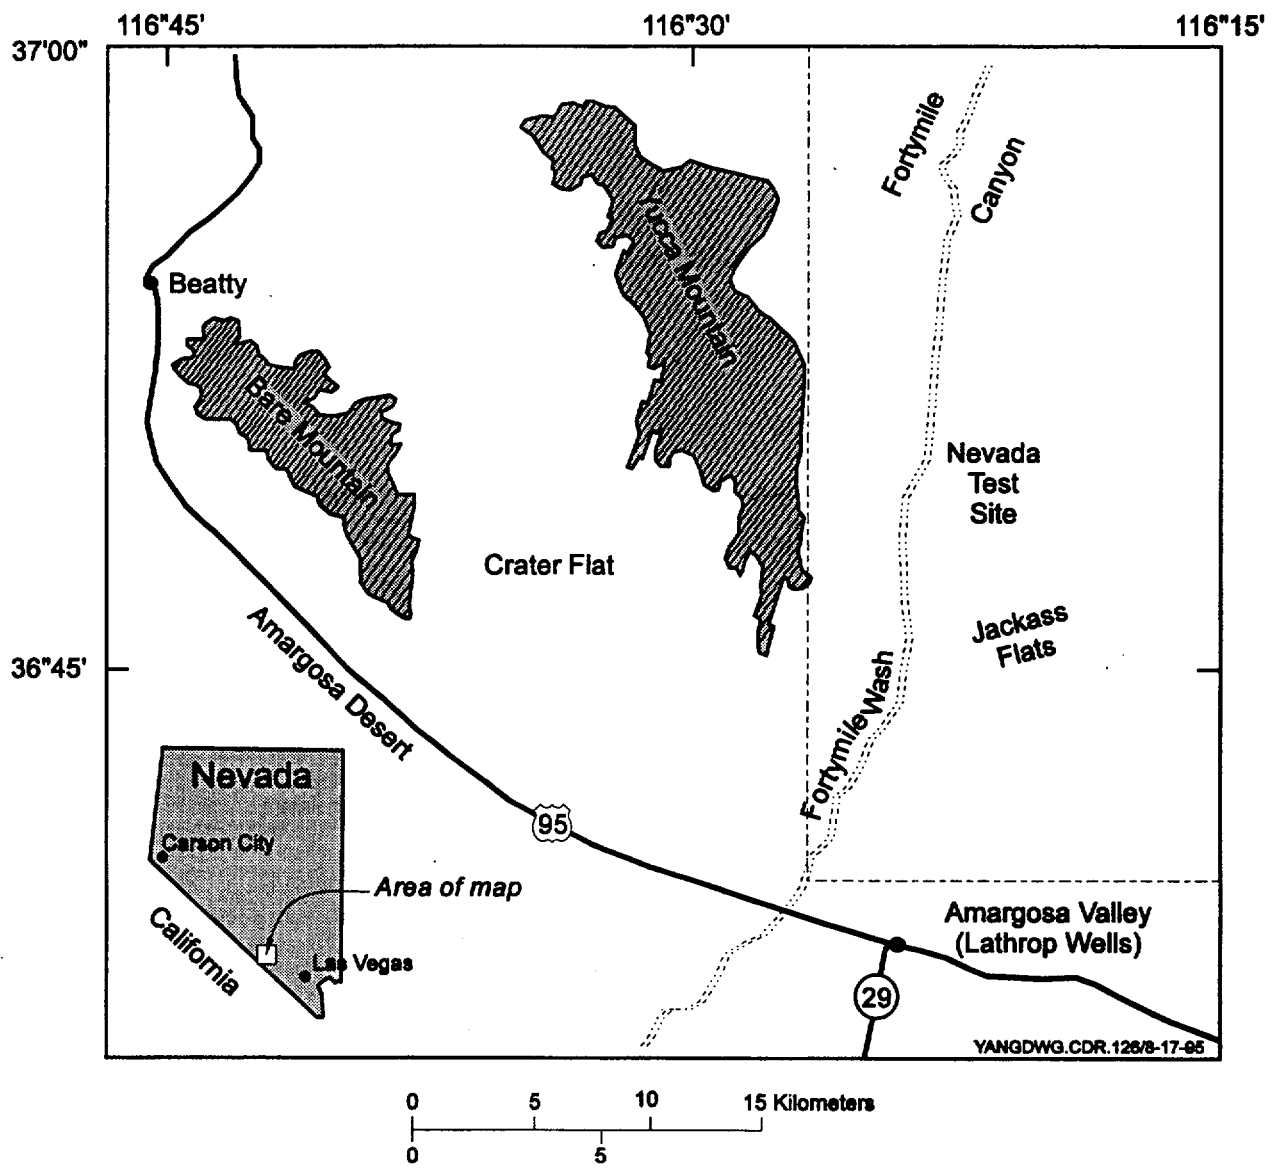 116"45'
116"30'
116"15'
37'00"
Fortymile
Canyon
Yucca Mountain
Beatty
Bare Mountain
Nevada
Test
Site
Crater Flat
Jackass
Flats
36"45'
Amargosa Desert
Fortymile Wash
Nevada
95
Carson City
Area of map
California
Las Vegas
Amargosa Valley
(Lathrop Wells)
29
YANGDWG.CDR.126/8-17-95
0 5 10 15 Kilometers
0 5